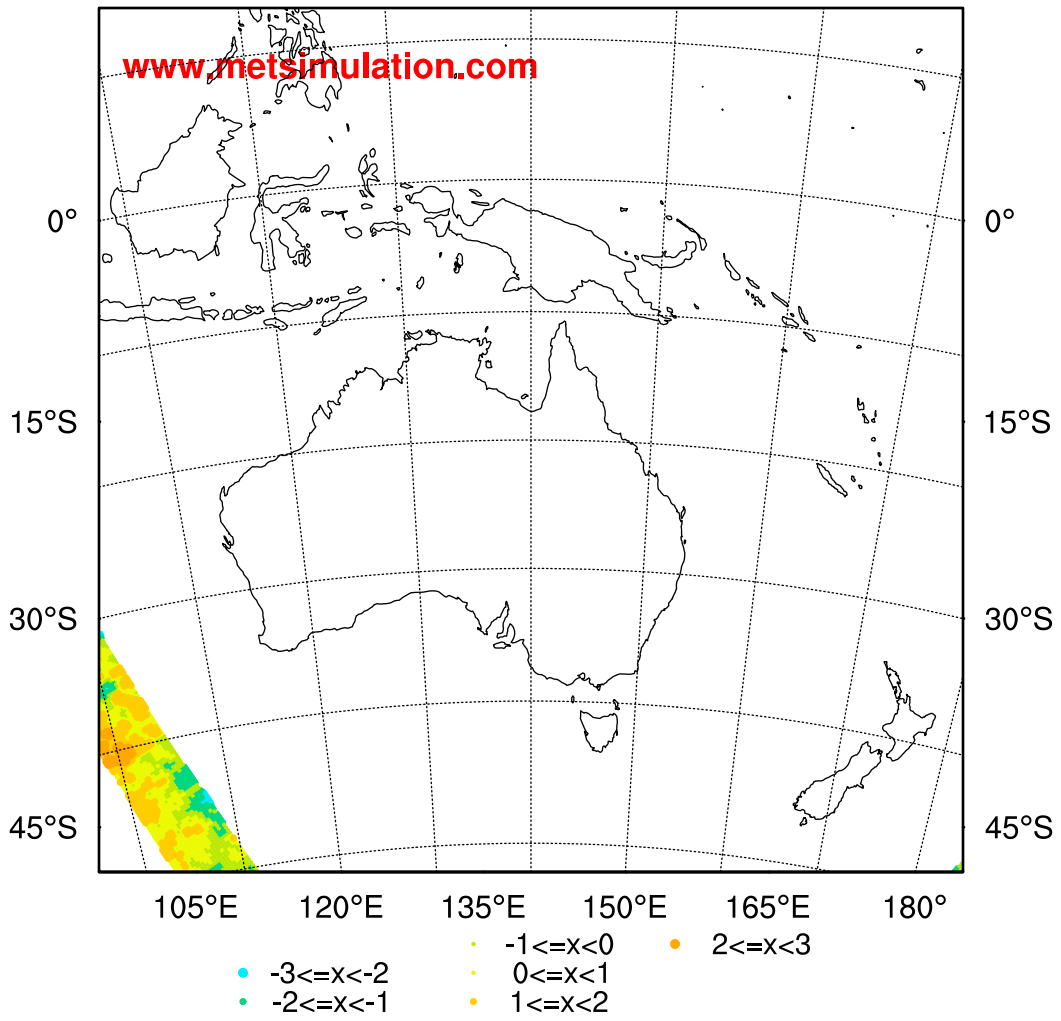 www.metsimulation.com
0° 0°
15°S 15°S
30°S 30°S
45°S 45°S
105°E 120°E 135°E 150°E 165°E 180°
-1<=x<0 2<=x<3
-3<=x<-2 0<=x<1
-2<=x<-1 1<=x<2